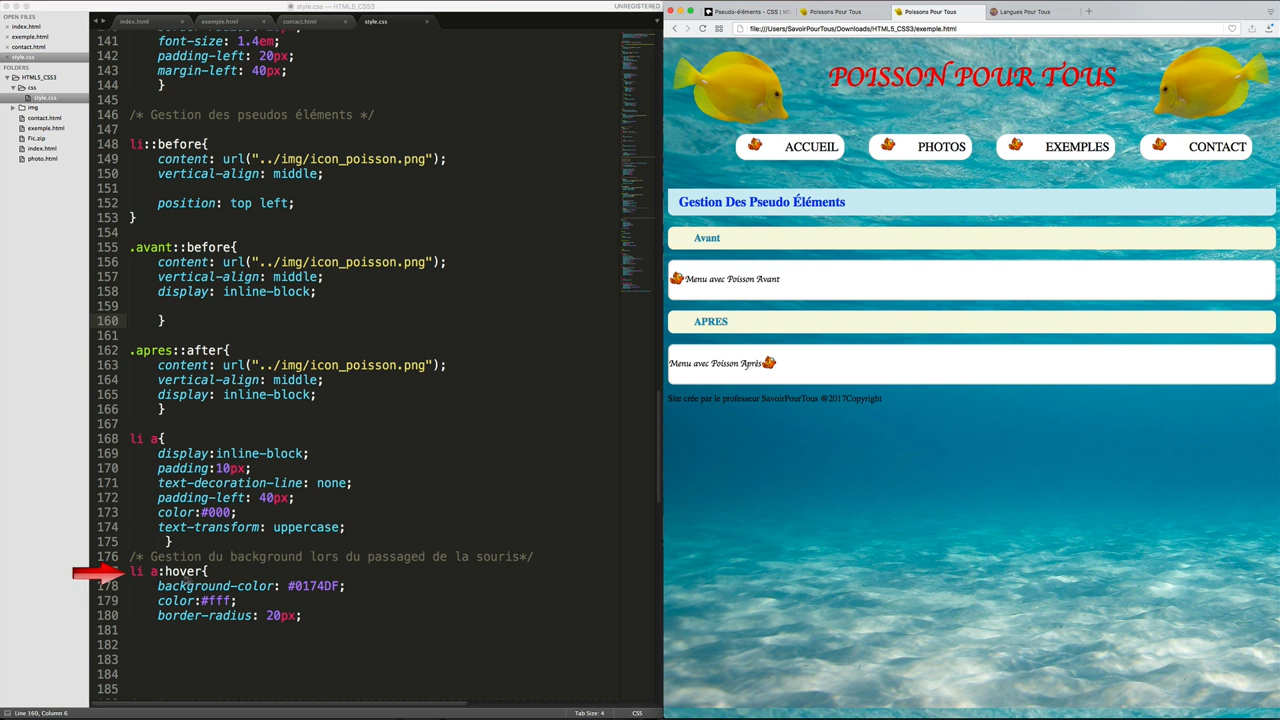 style.css — HTML5_CSS3
UNREGISTERED
OPEN FILES
index.html
exemple.html
contact.html
style.css
FOLDERS
HTML5_CSS3
css
style.css
img
contact.html
exemple.html
Fic.zip
index.html
photo.html
index.html
exemple.html
contact.html
style.css
141 font-size: 1.4em;
142 padding-left: 20px;
143 margin-left: 40px;
144 }
145
146 /* Gestion des pseudos éléments */
147
148 li::before
149 content: url("../img/icon_poisson.png");
150 vertical-align: middle;
151
152 position: top left;
153 }
154
155 .avant::before{
156 content: url("../img/icon_poisson.png");
157 vertical-align: middle;
158 display: inline-block;
159
160 }
161
162 .apres::after{
163 content: url("../img/icon_poisson.png");
164 vertical-align: middle;
165 display: inline-block;
166 }
167
168 li a{
169 display:inline-block;
170 padding:10px;
171 text-decoration-line: none;
172 padding-left: 40px;
173 color:#000;
174 text-transform: uppercase;
175 }
176 /* Gestion du background lors du passaged de la souris*/
li a:hover{
178 background-color: #0174DF;
179 color:#fff;
180 border-radius: 20px;
181
182
183
184
185
Line 160, Column 6
Tab Size: 4
CSS
Pseudo-éléments - CSS | MD
Poissons Pour Tous
Poissons Pour Tous
Langues Pour Tous
file:///Users/SavoirPourTous/Downloads/HTML5_CSS3/exemple.html
POISSON POUR TOUS
ACCUEIL
PHOTOS
EXEMPLES
CONTACT
Gestion Des Pseudo Éléments
Avant
Menu avec Poisson Avant
APRES
Menu avec Poisson Après
Site crée par le professeur SavoirPourTous @2017Copyright